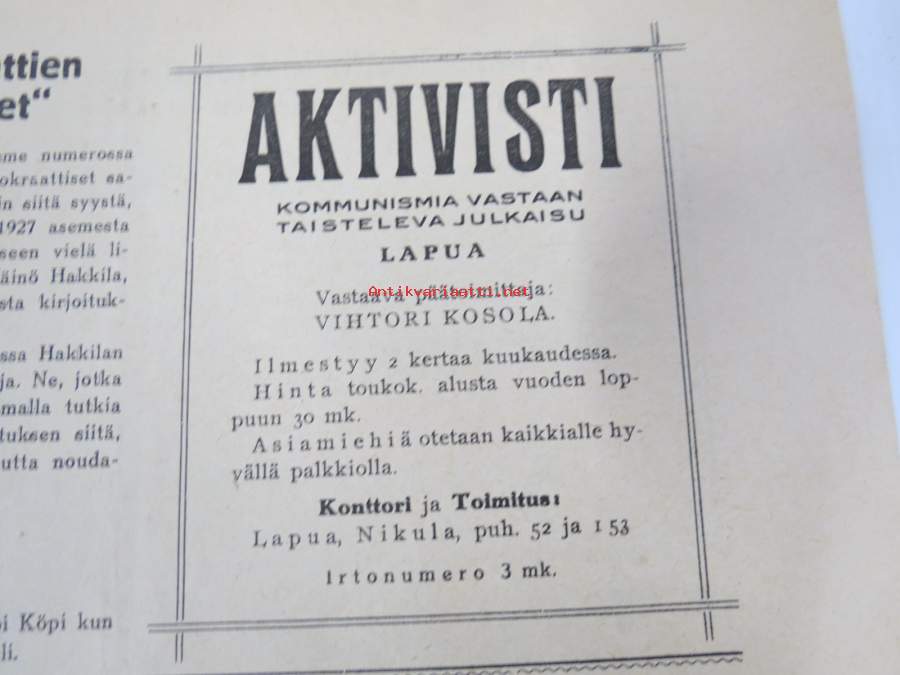 ttien
et“
me numerossa
okraattiset sa-
in siitä syystä,
1927 asemesta
seen vielä li-
äinö Hakkila,
sta kirjoituk-
ssa Hakkilan
ja. Ne, jotka
malla tutkia
tuksen siitä,
utta nouda-
i Köpi kun
li.
AKTIVISTI
KOMMUNISMIA VASTAAN
TAISTELEVA JULKAISU
LAPUA
Vastaava päätoimittaja:
Antikvariaatti.net
VIHTORI KOSOLA.
Ilmestyy 2 kertaa kuukaudessa.
Hinta toukok. alusta vuoden lop-
puun 30 mk.
Asiamiehiä otetaan kaikkialle hy-
vällä palkkiolla.
Konttori ja Toimitus:
Lapua, Nikula, puh. 52 ja 153
Irtonumero 3 mk.